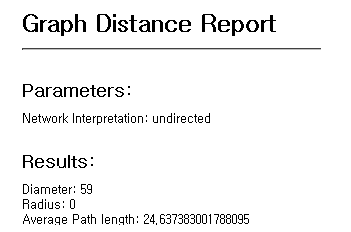 Graph Distance Report
Parameters:
Network Interpretation: undirected
Results:
Diameter: 59
Radius: 0
Average Path length: 24,637383001788095